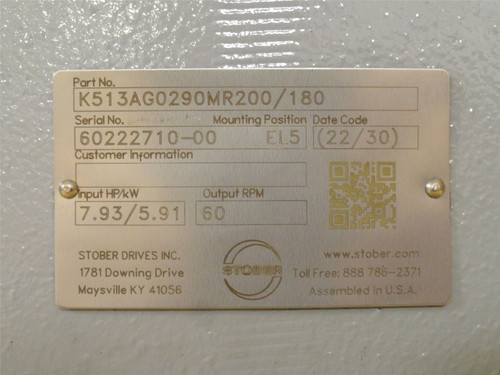 Part No.
K513AG0290MR200/180
Serial No. Mounting Position Date Code
60222710-00 EL5 (22/30)
Customer Information
Input HP/kW Output RPM
7.93/5.91 60
STOBER DRIVES INC.
1781 Downing Drive
Maysville KY 41056
STOBER
www.stober.com
Toll Free: 888 786-2371
Assembled in U.S.A.